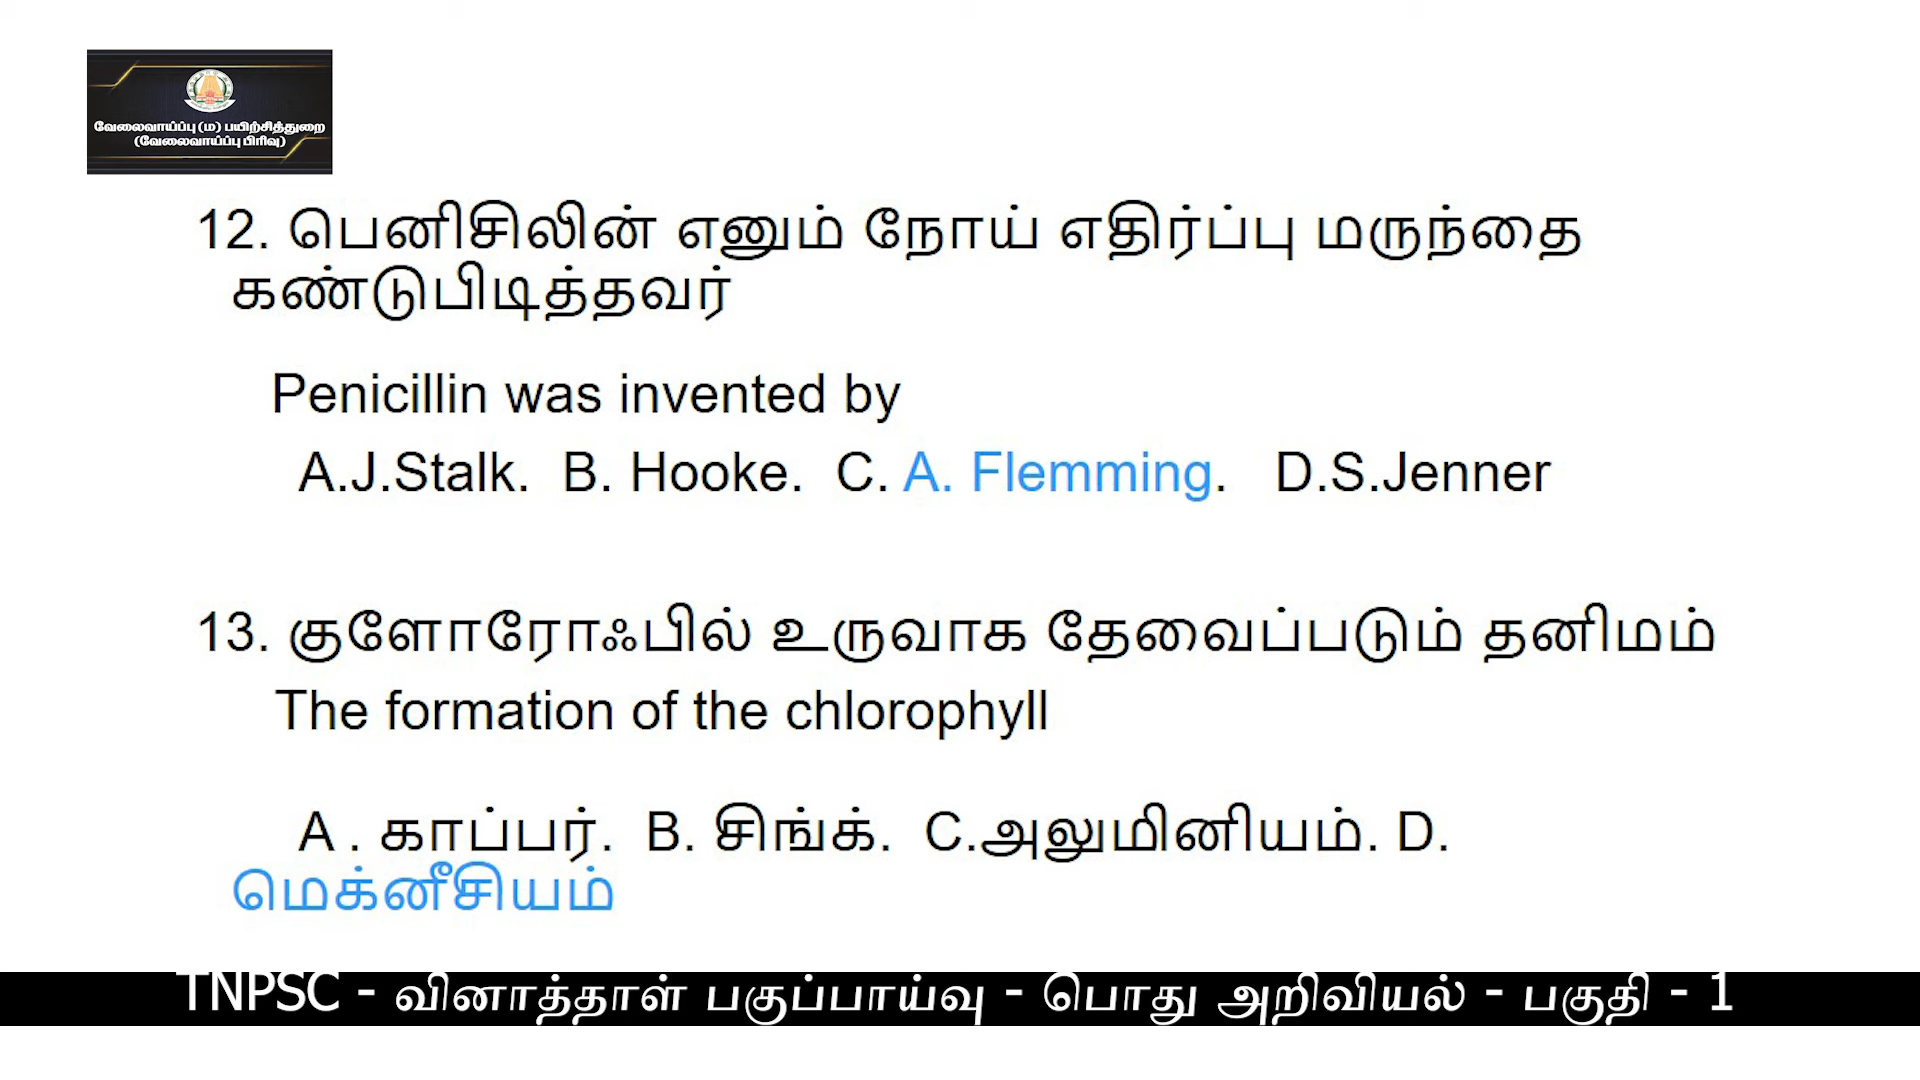 வேலைவாய்ப்பு (ம) பயிற்சித்துறை
(வேலைவாய்ப்பு பிரிவு)
12. பெனிசிலின் எனும் நோய் எதிர்ப்பு மருந்தை
கண்டுபிடித்தவர்
Penicillin was invented by
A.J.Stalk. B. Hooke. C. A. Flemming. D.S.Jenner
13. குளோரோஃபில் உருவாக தேவைப்படும் தனிமம்
The formation of the chlorophyll
A . காப்பர். B. சிங்க். C.அலுமினியம். D.
மெக்னீசியம்
TNPSC - வினாத்தாள் பகுப்பாய்வு - பொது அறிவியல் - பகுதி - 1